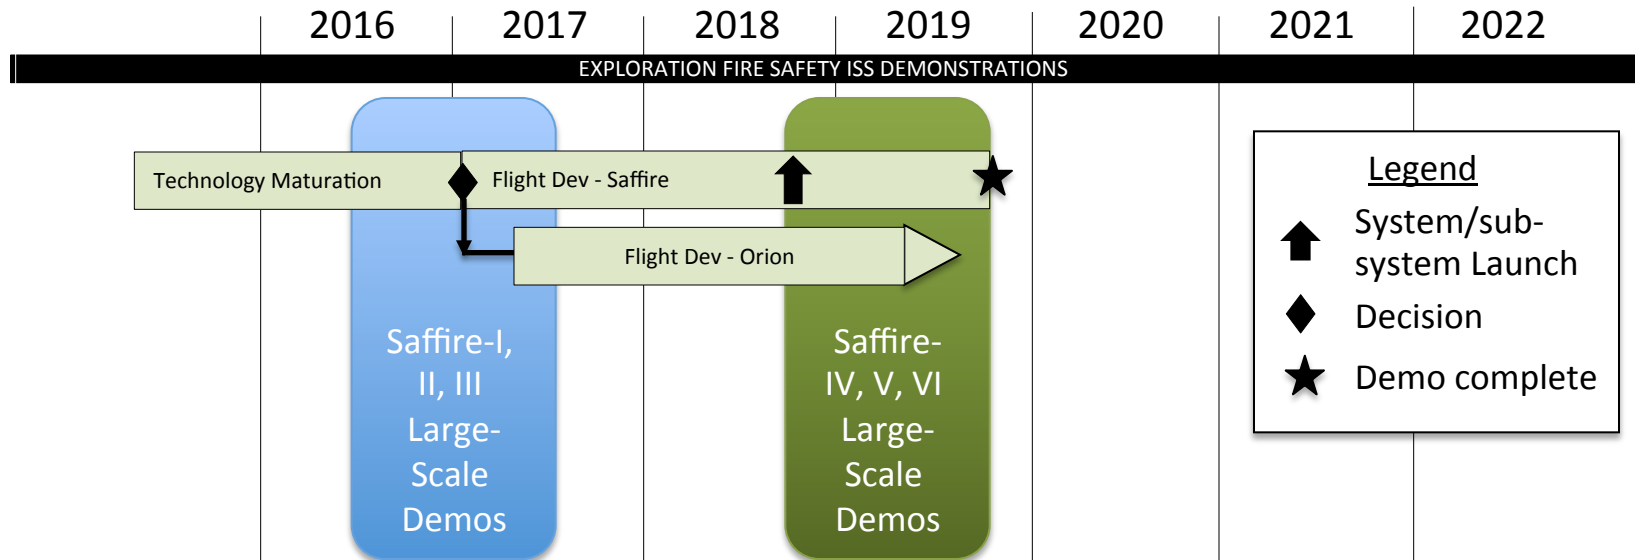 2016 2017 2018 2019 2020 2021 2022
EXPLORATION FIRE SAFETY ISS DEMONSTRATIONS
Technology Maturation
Flight Dev - Saffire
Flight Dev - Orion
Saffire-I,
II, III
Large-
Scale
Demos
Saffire-
IV, V, VI
Large-
Scale
Demos
Legend
System/sub-
system Launch
Decision
Demo complete